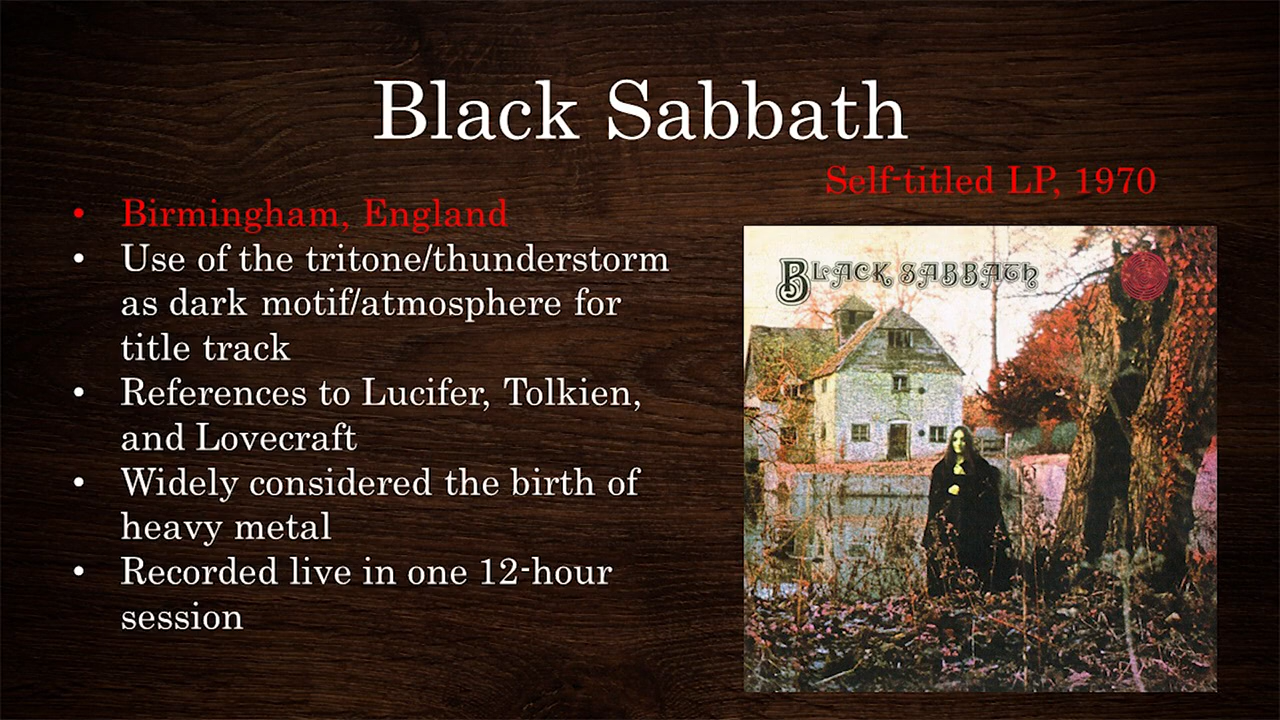 Black Sabbath
Self-titled LP, 1970
• Birmingham, England
• Use of the tritone/thunderstorm
as dark motif/atmosphere for
title track
• References to Lucifer, Tolkien,
and Lovecraft
• Widely considered the birth of
heavy metal
• Recorded live in one 12-hour
session
BLACK SABBATH